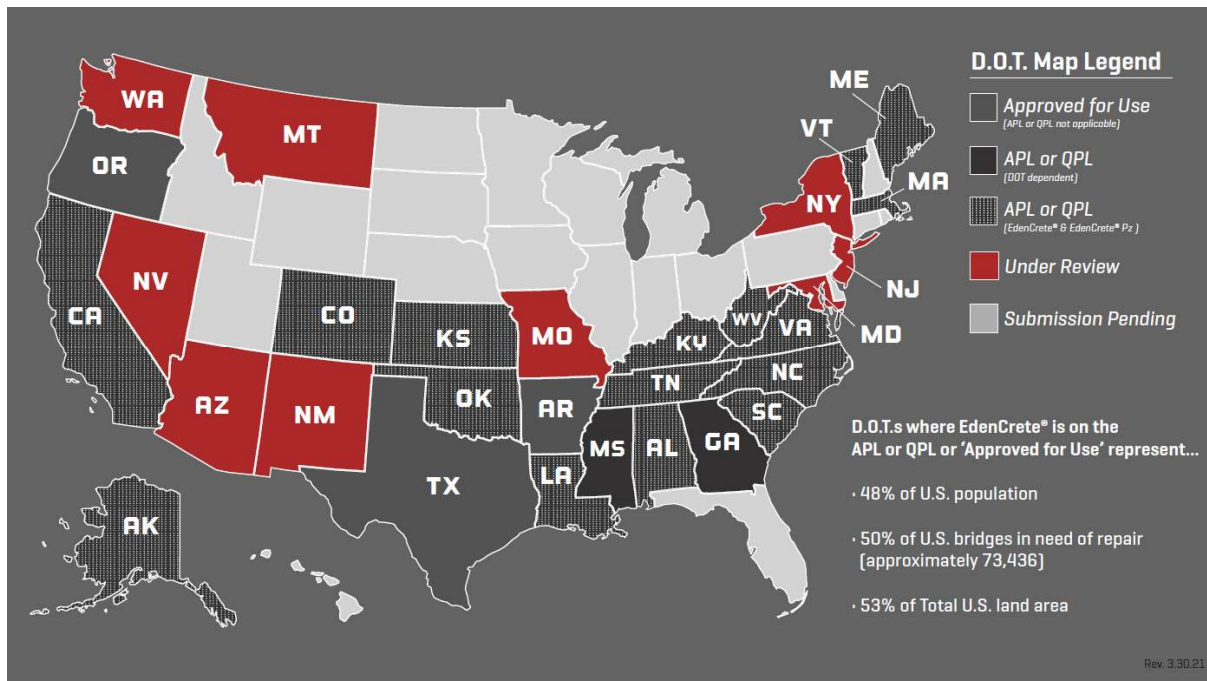 D.O.T. Map Legend
Approved for Use
(APL or QPL not applicable)
APL or QPL
(DOT dependent)
APL or QPL
(EdenCrete® & EdenCrete® Pz )
Under Review
Submission Pending
ME
VT
MA
WA
MT
OR
NY
NV
NJ
CA
CO
KS
MO
WV
VA
MD
KY
AZ
NM
OK
AR
TN
NC
SC
MS
AL
GA
LA
TX
AK
D.O.T.s where EdenCrete® is on the
APL or QPL or ‘Approved for Use’ represent...
· 48% of U.S. population
· 50% of U.S. bridges in need of repair
(approximately 73,436)
· 53% of Total U.S. land area
Rev. 3.30.21